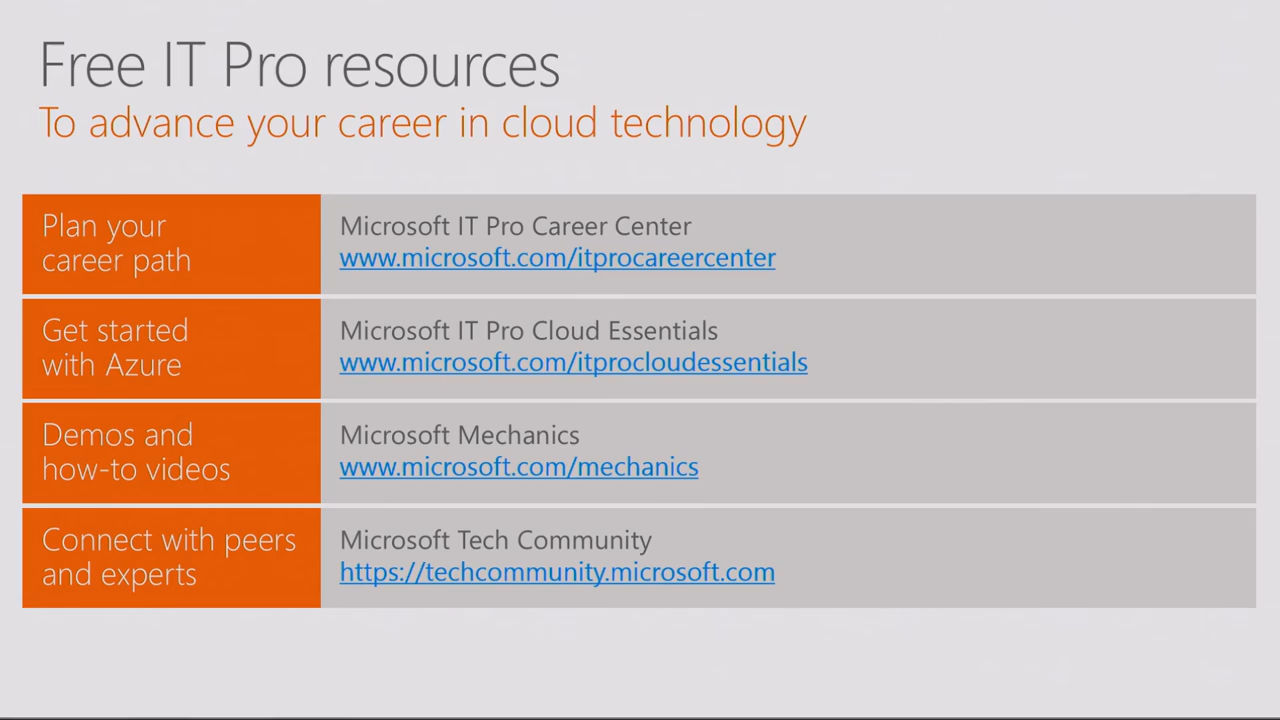 Free IT Pro resources
To advance your career in cloud technology
Plan your
career path
Microsoft IT Pro Career Center
www.microsoft.com/itprocareercenter
Get started
with Azure
Microsoft IT Pro Cloud Essentials
www.microsoft.com/itprocloudessentials
Demos and
how-to videos
Microsoft Mechanics
www.microsoft.com/mechanics
Connect with peers
and experts
Microsoft Tech Community
https://techcommunity.microsoft.com